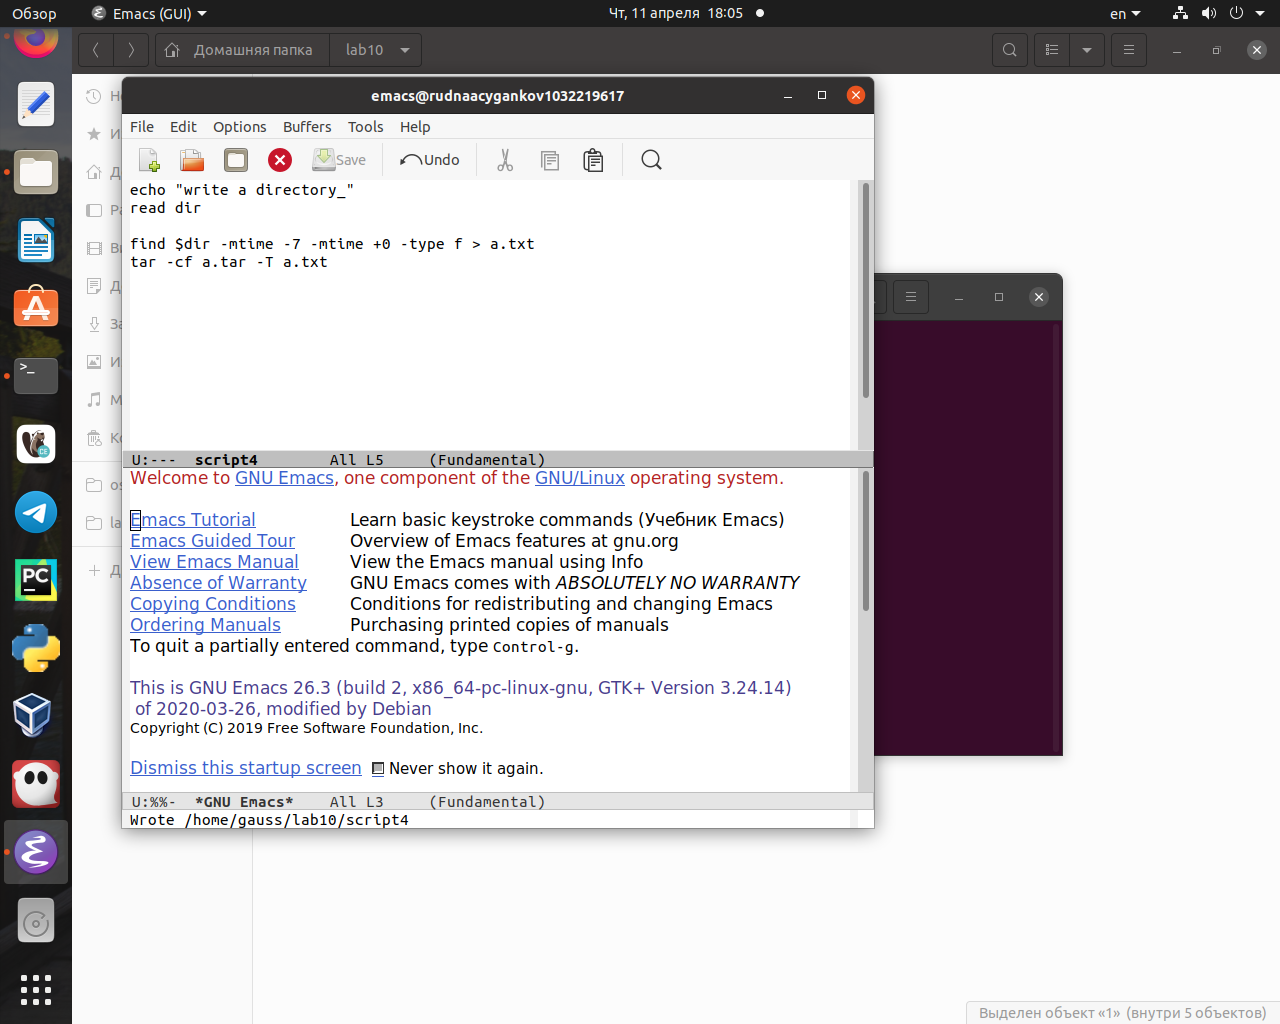 Обзор
Emacs (GUI)
Чт, 11 апреля 18:05
en
Домашняя папка
lab10
emacs@rudnaacygankov1032219617
File Edit Options Buffers Tools Help
Save Undo
echo "write a directory_"
read dir
find $dir -mtime -7 -mtime +0 -type f > a.txt
tar -cf a.tar -T a.txt
U:--- script4 All L5 (Fundamental)
Welcome to GNU Emacs, one component of the GNU/Linux operating system.
Emacs Tutorial Learn basic keystroke commands (Учебник Emacs)
Emacs Guided Tour Overview of Emacs features at gnu.org
View Emacs Manual View the Emacs manual using Info
Absence of Warranty GNU Emacs comes with ABSOLUTELY NO WARRANTY
Copying Conditions Conditions for redistributing and changing Emacs
Ordering Manuals Purchasing printed copies of manuals
To quit a partially entered command, type Control-g.
This is GNU Emacs 26.3 (build 2, x86_64-pc-linux-gnu, GTK+ Version 3.24.14)
of 2020-03-26, modified by Debian
Copyright (C) 2019 Free Software Foundation, Inc.
Dismiss this startup screen Never show it again.
U:%%- *GNU Emacs* All L3 (Fundamental)
Wrote /home/gauss/lab10/script4
Выделен объект «1» (внутри 5 объектов)